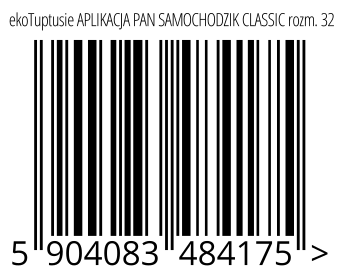 ekoTuptusie APLIKACJA PAN SAMOCHODZIK CLASSIC rozm. 32
5 904083 484175 >